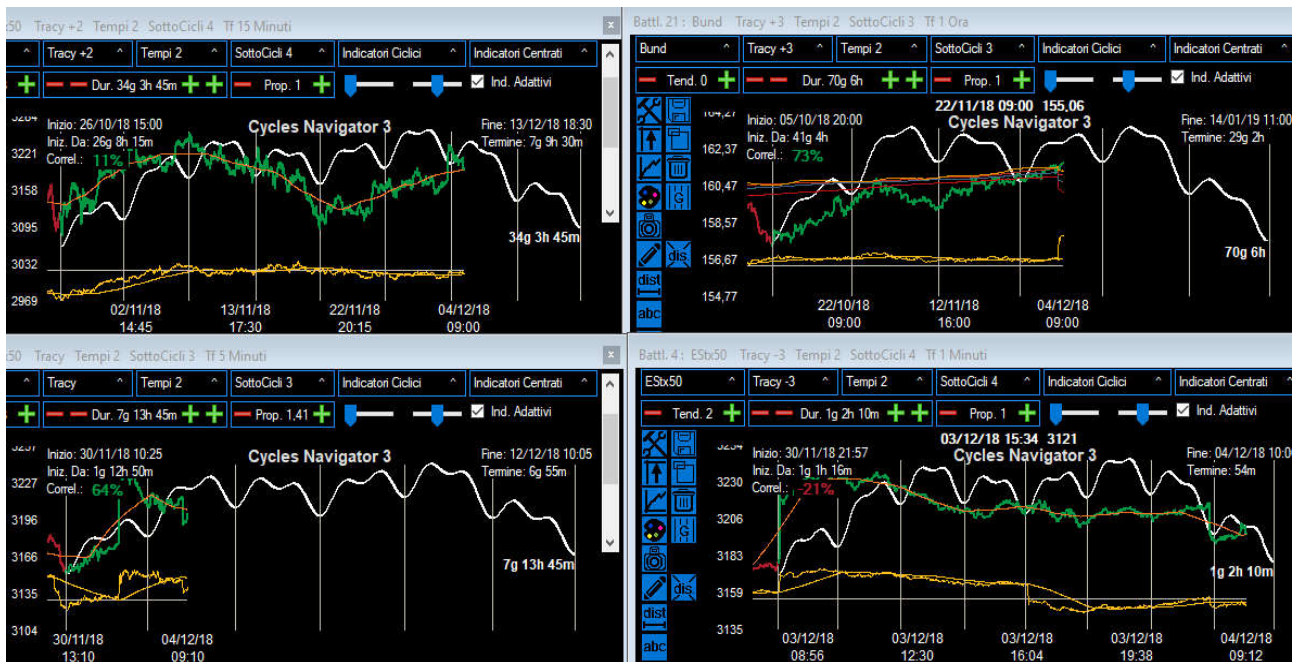 x50 Tracy +2 Tempi 2 SottoCicli 4 Tf 15 Minuti
Tracy +2 Tempi 2 SottoCicli 4 Indicatori Ciclici Indicatori Centrati
Dur. 34g 3h 45m Prop. 1 Ind. Adattivi
Inizio: 26/10/18 15:00 Cycles Navigator 3 Fine: 13/12/18 18:30
Iniz. Da: 26g 8h 15m Termine: 7g 9h 30m
Correl.: 11%
3284
3221
3158
3095
3032
2969
34g 3h 45m
02/11/18 13/11/18 22/11/18 04/12/18
14:45 17:30 20:15 09:00
Battl. 21 : Bund Tracy +3 Tempi 2 SottoCicli 3 Tf 1 Ora
Bund Tracy +3 Tempi 2 SottoCicli 3 Indicatori Ciclici Indicatori Centrati
Tend. 0 Dur. 70g 6h Prop. 1 Ind. Adattivi
22/11/18 09:00 155,06
Inizio: 05/10/18 20:00 Cycles Navigator 3 Fine: 14/01/19 11:00
Iniz. Da: 41g 4h Termine: 29g 2h
Correl.: 73%
164,27
162,37
160,47
158,57
156,67
154,77
G
dis
dist
abc
70g 6h
22/10/18 12/11/18 04/12/18
09:00 16:00 09:00
50 Tracy Tempi 2 SottoCicli 3 Tf 5 Minuti
Tracy Tempi 2 SottoCicli 3 Indicatori Ciclici Indicatori Centrati
Dur. 7g 13h 45m Prop. 1,41 Ind. Adattivi
Inizio: 30/11/18 10:25 Cycles Navigator 3 Fine: 12/12/18 10:05
Iniz. Da: 1g 12h 50m Termine: 6g 55m
Correl.: 64%
3257
3227
3196
3166
3135
3104
7g 13h 45m
30/11/18 04/12/18
13:10 09:10
Battl. 4 : EStx50 Tracy -3 Tempi 2 SottoCicli 4 Tf 1 Minuti
EStx50 Tracy -3 Tempi 2 SottoCicli 4 Indicatori Ciclici Indicatori Centrati
Tend. 2 Dur. 1g 2h 10m Prop. 1 Ind. Adattivi
03/12/18 15:34 3121
Inizio: 30/11/18 21:57 Cycles Navigator 3 Fine: 04/12/18 10:0
Iniz. Da: 1g 1h 16m Termine: 54m
Correl.: -21%
3254
3230
3206
3183
3159
3135
G
dis
dist
abc
1g 2h 10m
03/12/18 03/12/18 03/12/18 03/12/18 04/12/18
08:56 12:30 16:04 19:38 09:12